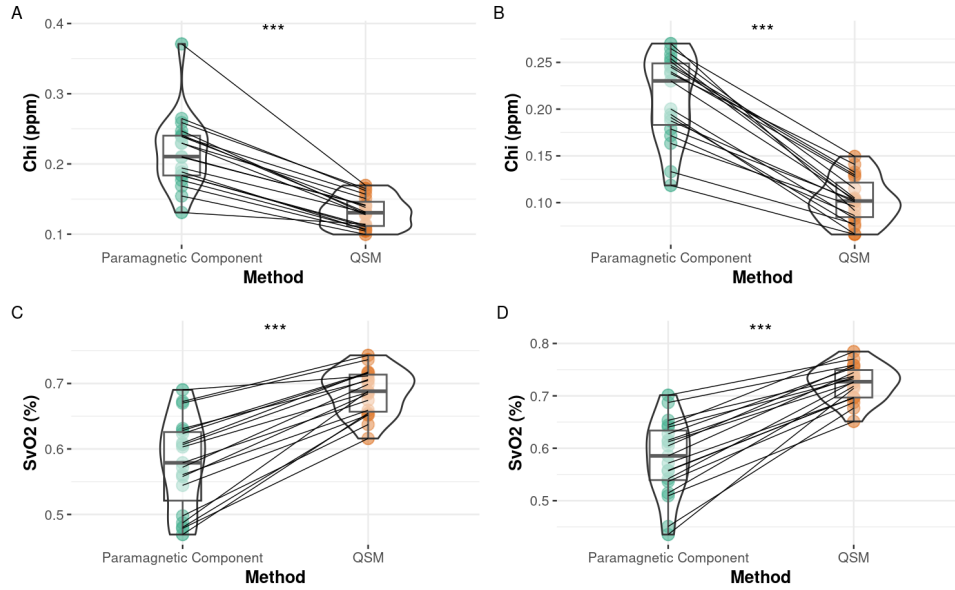 A
***
Chi (ppm)
0.4
0.3
0.2
0.1
Paramagnetic Component
QSM
Method
B
***
Chi (ppm)
0.25
0.20
0.15
0.10
Paramagnetic Component
QSM
Method
C
***
SvO2 (%)
0.7
0.6
0.5
Paramagnetic Component
QSM
Method
D
***
SvO2 (%)
0.8
0.7
0.6
0.5
Paramagnetic Component
QSM
Method